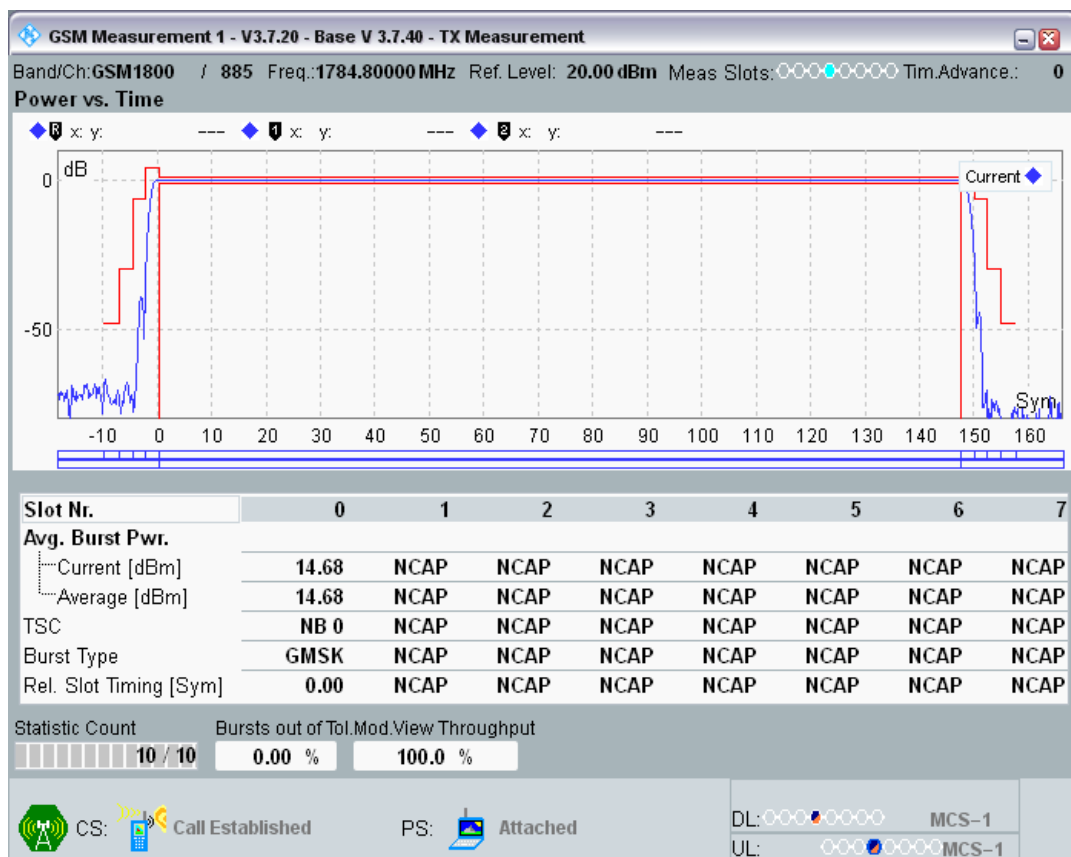 GSM Measurement 1 - V3.7.20 - Base V 3.7.40 - TX Measurement
Band/Ch:GSM1800 / 885 Freq.:1784.80000 MHz Ref. Level: 20.00 dBm Meas Slots: Tim.Advance.: 0
Power vs. Time
R x: y: --- 1 x: y: --- 2 x: y: ---
dB
Current
0
-50
Sym
-10 0 10 20 30 40 50 60 70 80 90 100 110 120 130 140 150 160
Slot Nr. 0 1 2 3 4 5 6 7
Avg. Burst Pwr.
Current [dBm] 14.68 NCAP NCAP NCAP NCAP NCAP NCAP NCAP
Average [dBm] 14.68 NCAP NCAP NCAP NCAP NCAP NCAP NCAP
TSC NB 0 NCAP NCAP NCAP NCAP NCAP NCAP NCAP
Burst Type GMSK NCAP NCAP NCAP NCAP NCAP NCAP NCAP
Rel. Slot Timing [Sym] 0.00 NCAP NCAP NCAP NCAP NCAP NCAP NCAP
Statistic Count Bursts out of Tol.Mod.View Throughput
10 / 10 0.00 % 100.0 %
CS: Call Established PS: Attached DL: MCS-1
UL: MCS-1